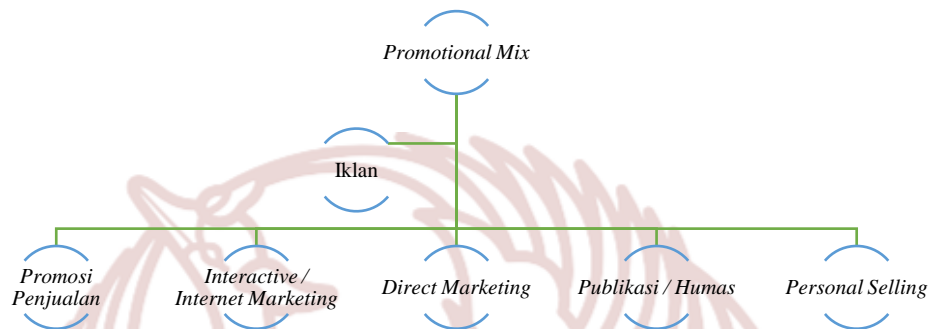 Promotional Mix
Iklan
Promosi
Penjualan
Interactive /
Internet Marketing
Direct Marketing
Publikasi / Humas
Personal Selling